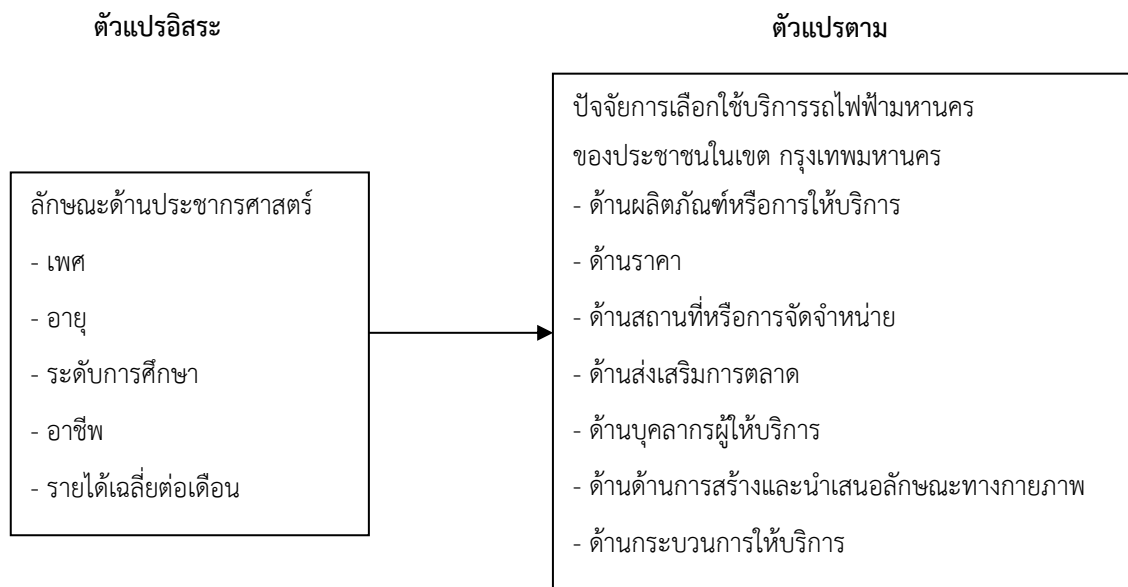 ตัวแปรอิสระ
ตัวแปรตาม
ลักษณะด้านประชากรศาสตร์
- เพศ
- อายุ
- ระดับการศึกษา
- อาชีพ
- รายได้เฉลี่ยต่อเดือน
ปัจจัยการเลือกใช้บริการรถไฟฟ้ามหานคร
ของประชาชนในเขต กรุงเทพมหานคร
- ด้านผลิตภัณฑ์หรือการให้บริการ
- ด้านราคา
- ด้านสถานที่หรือการจัดจำหน่าย
- ด้านส่งเสริมการตลาด
- ด้านบุคลากรผู้ให้บริการ
- ด้านด้านการสร้างและนำเสนอลักษณะทางกายภาพ
- ด้านกระบวนการให้บริการ